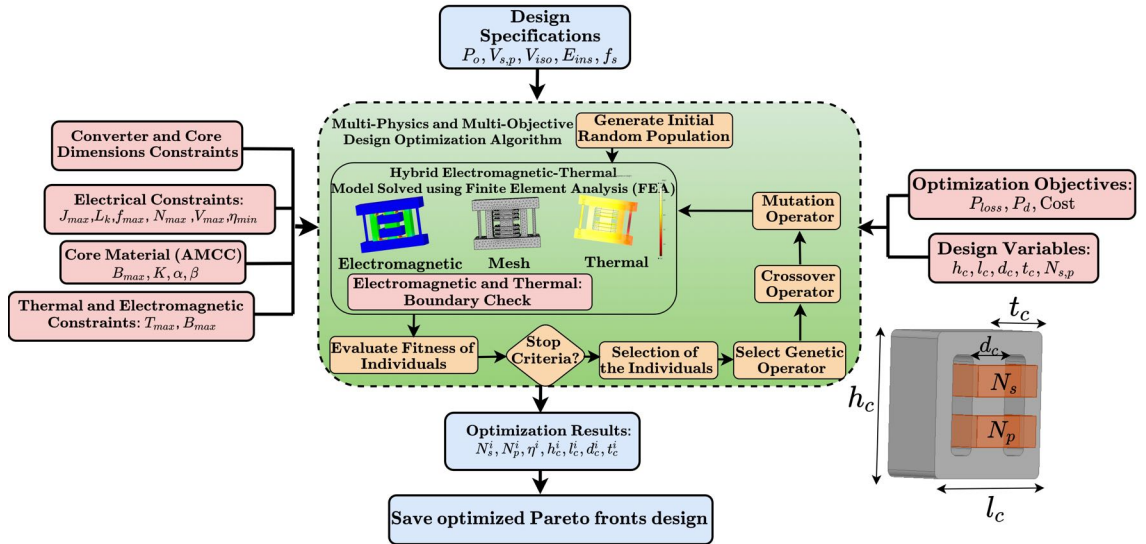 Design
Specifications
P_o, V_{s,p}, V_{iso}, E_{ins}, f_s
Multi-Physics and Multi-Objective
Design Optimization Algorithm
Generate Initial
Random Population
Hybrid Electromagnetic-Thermal
Model Solved using Finite Element Analysis (FEA)
Electromagnetic
Mesh
Thermal
Electromagnetic and Thermal:
Boundary Check
Evaluate Fitness of
Individuals
Stop
Criteria?
Selection of
the Individuals
Select Genetic
Operator
Crossover
Operator
Mutation
Operator
Converter and Core
Dimensions Constraints
Electrical Constraints:
J_{max},L_k,f_{max}, N_{max} ,V_{max},η_{min}
Core Material (AMCC)
B_{max}, K, α, β
Thermal and Electromagnetic
Constraints: T_{max}, B_{max}
Optimization Objectives:
P_{loss}, P_d, Cost
Design Variables:
h_c, l_c, d_c, t_c, N_{s,p}
t_c
d_c
N_s
h_c
N_p
l_c
Optimization Results:
N_s^i, N_p^i, η^i, h_c^i, l_c^i, d_c^i, t_c^i
Save optimized Pareto fronts design